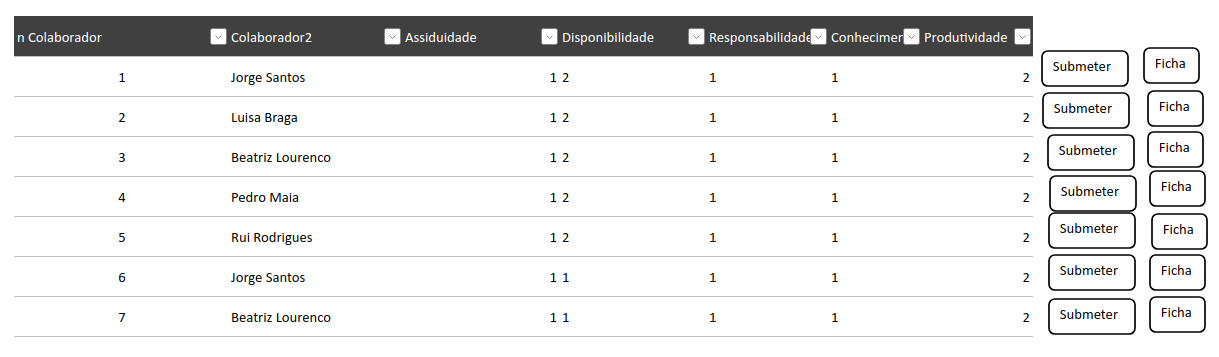 n Colaborador Colaborador2 Assiduidade Disponibilidade Responsabilidade Conhecimer Produtividade
1 Jorge Santos 1 2 1 1 2 Submeter Ficha
2 Luisa Braga 1 2 1 1 2 Submeter Ficha
3 Beatriz Lourenco 1 2 1 1 2 Submeter Ficha
4 Pedro Maia 1 2 1 1 2 Submeter Ficha
5 Rui Rodrigues 1 2 1 1 2 Submeter Ficha
6 Jorge Santos 1 1 1 1 2 Submeter Ficha
7 Beatriz Lourenco 1 1 1 1 2 Submeter Ficha